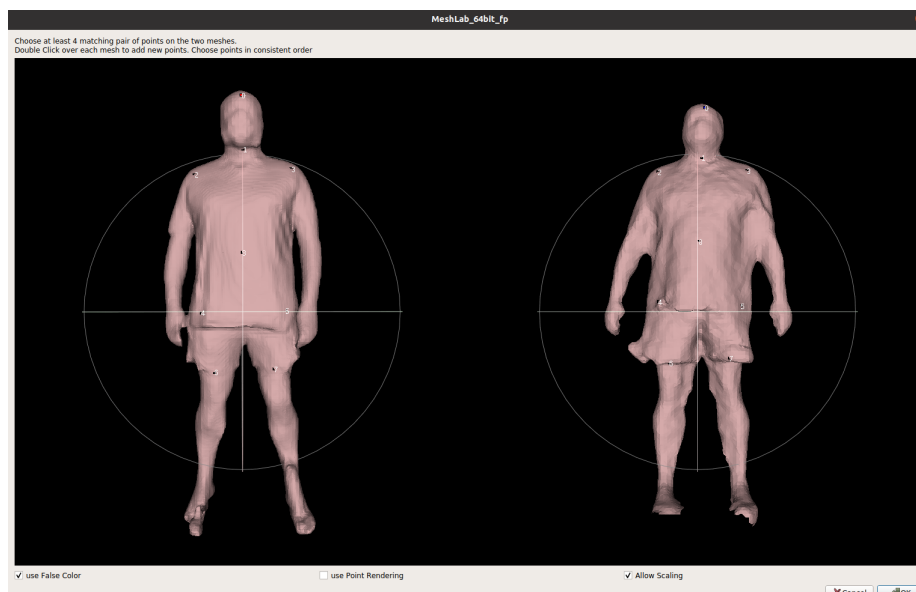 MeshLab_64bit_fp
Choose at least 4 matching pair of points on the two meshes.
Double Click over each mesh to add new points. Choose points in consistent order
2
3
2
3
4
5
4
5
use False Color
use Point Rendering
Allow Scaling
Cancel
OK